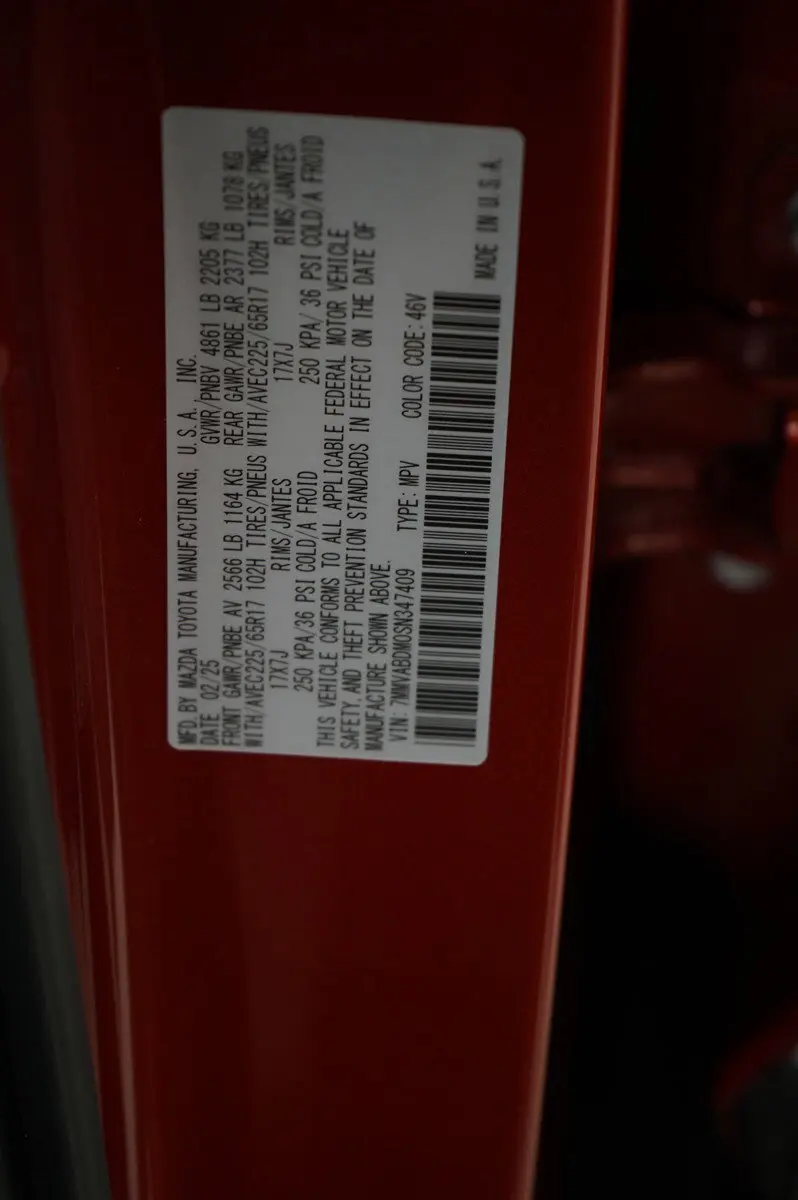 MFD. BY MAZDA TOYOTA MANUFACTURING, U.S.A. INC.
DATE 02/25 GVWR/PNBV 4861 LB 2205 KG
FRONT GAWR/PNBE AV 2566 LB 1164 KG REAR GAWR/PNBE AR 2377 LB 1078 KG
WITH/AVEC225/65R17 102H TIRES/PNEUS WITH/AVEC225/65R17 102H TIRES/PNEUS
17X7J RIMS/JANTES 17X7J RIMS/JANTES
250 KPA/36 PSI COLD/A FROID 250 KPA/ 36 PSI COLD/A FROID
THIS VEHICLE CONFORMS TO ALL APPLICABLE FEDERAL MOTOR VEHICLE
SAFETY, AND THEFT PREVENTION STANDARDS IN EFFECT ON THE DATE OF
MANUFACTURE SHOWN ABOVE.
VIN: 7MMVABDM0SN347409 TYPE: MPV COLOR CODE: 46V
MADE IN U.S.A.